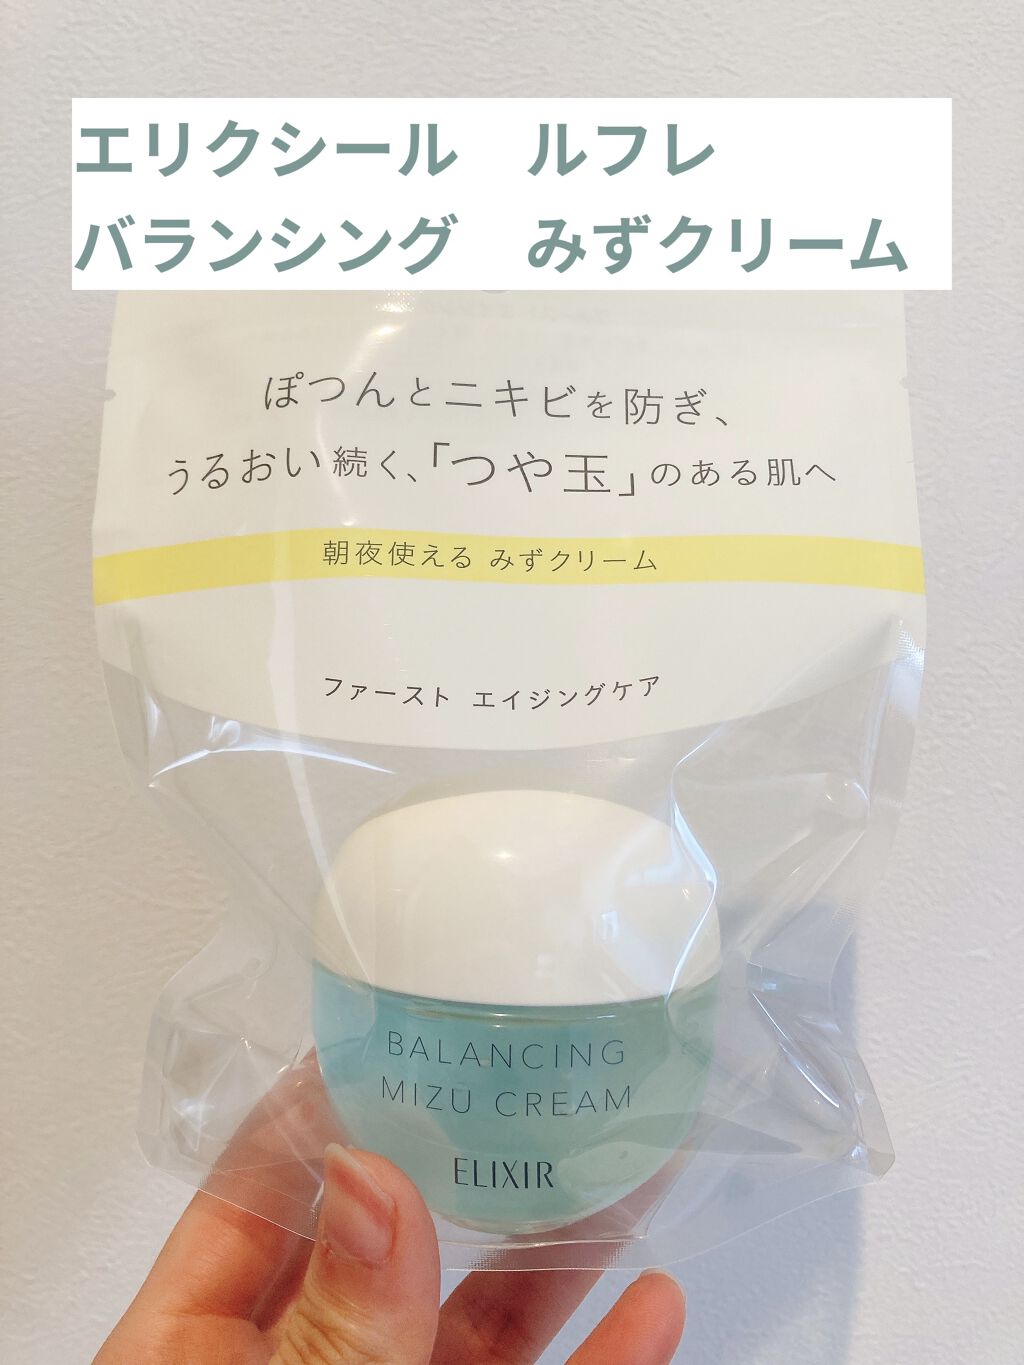 エリクシール　ルフレ
バランシング　みずクリーム
ぽつんとニキビを防ぎ、
うるおい続く、「つや玉」のある肌へ
朝夜使える みずクリーム
ファースト エイジングケア
BALANCING
MIZU CREAM
ELIXIR